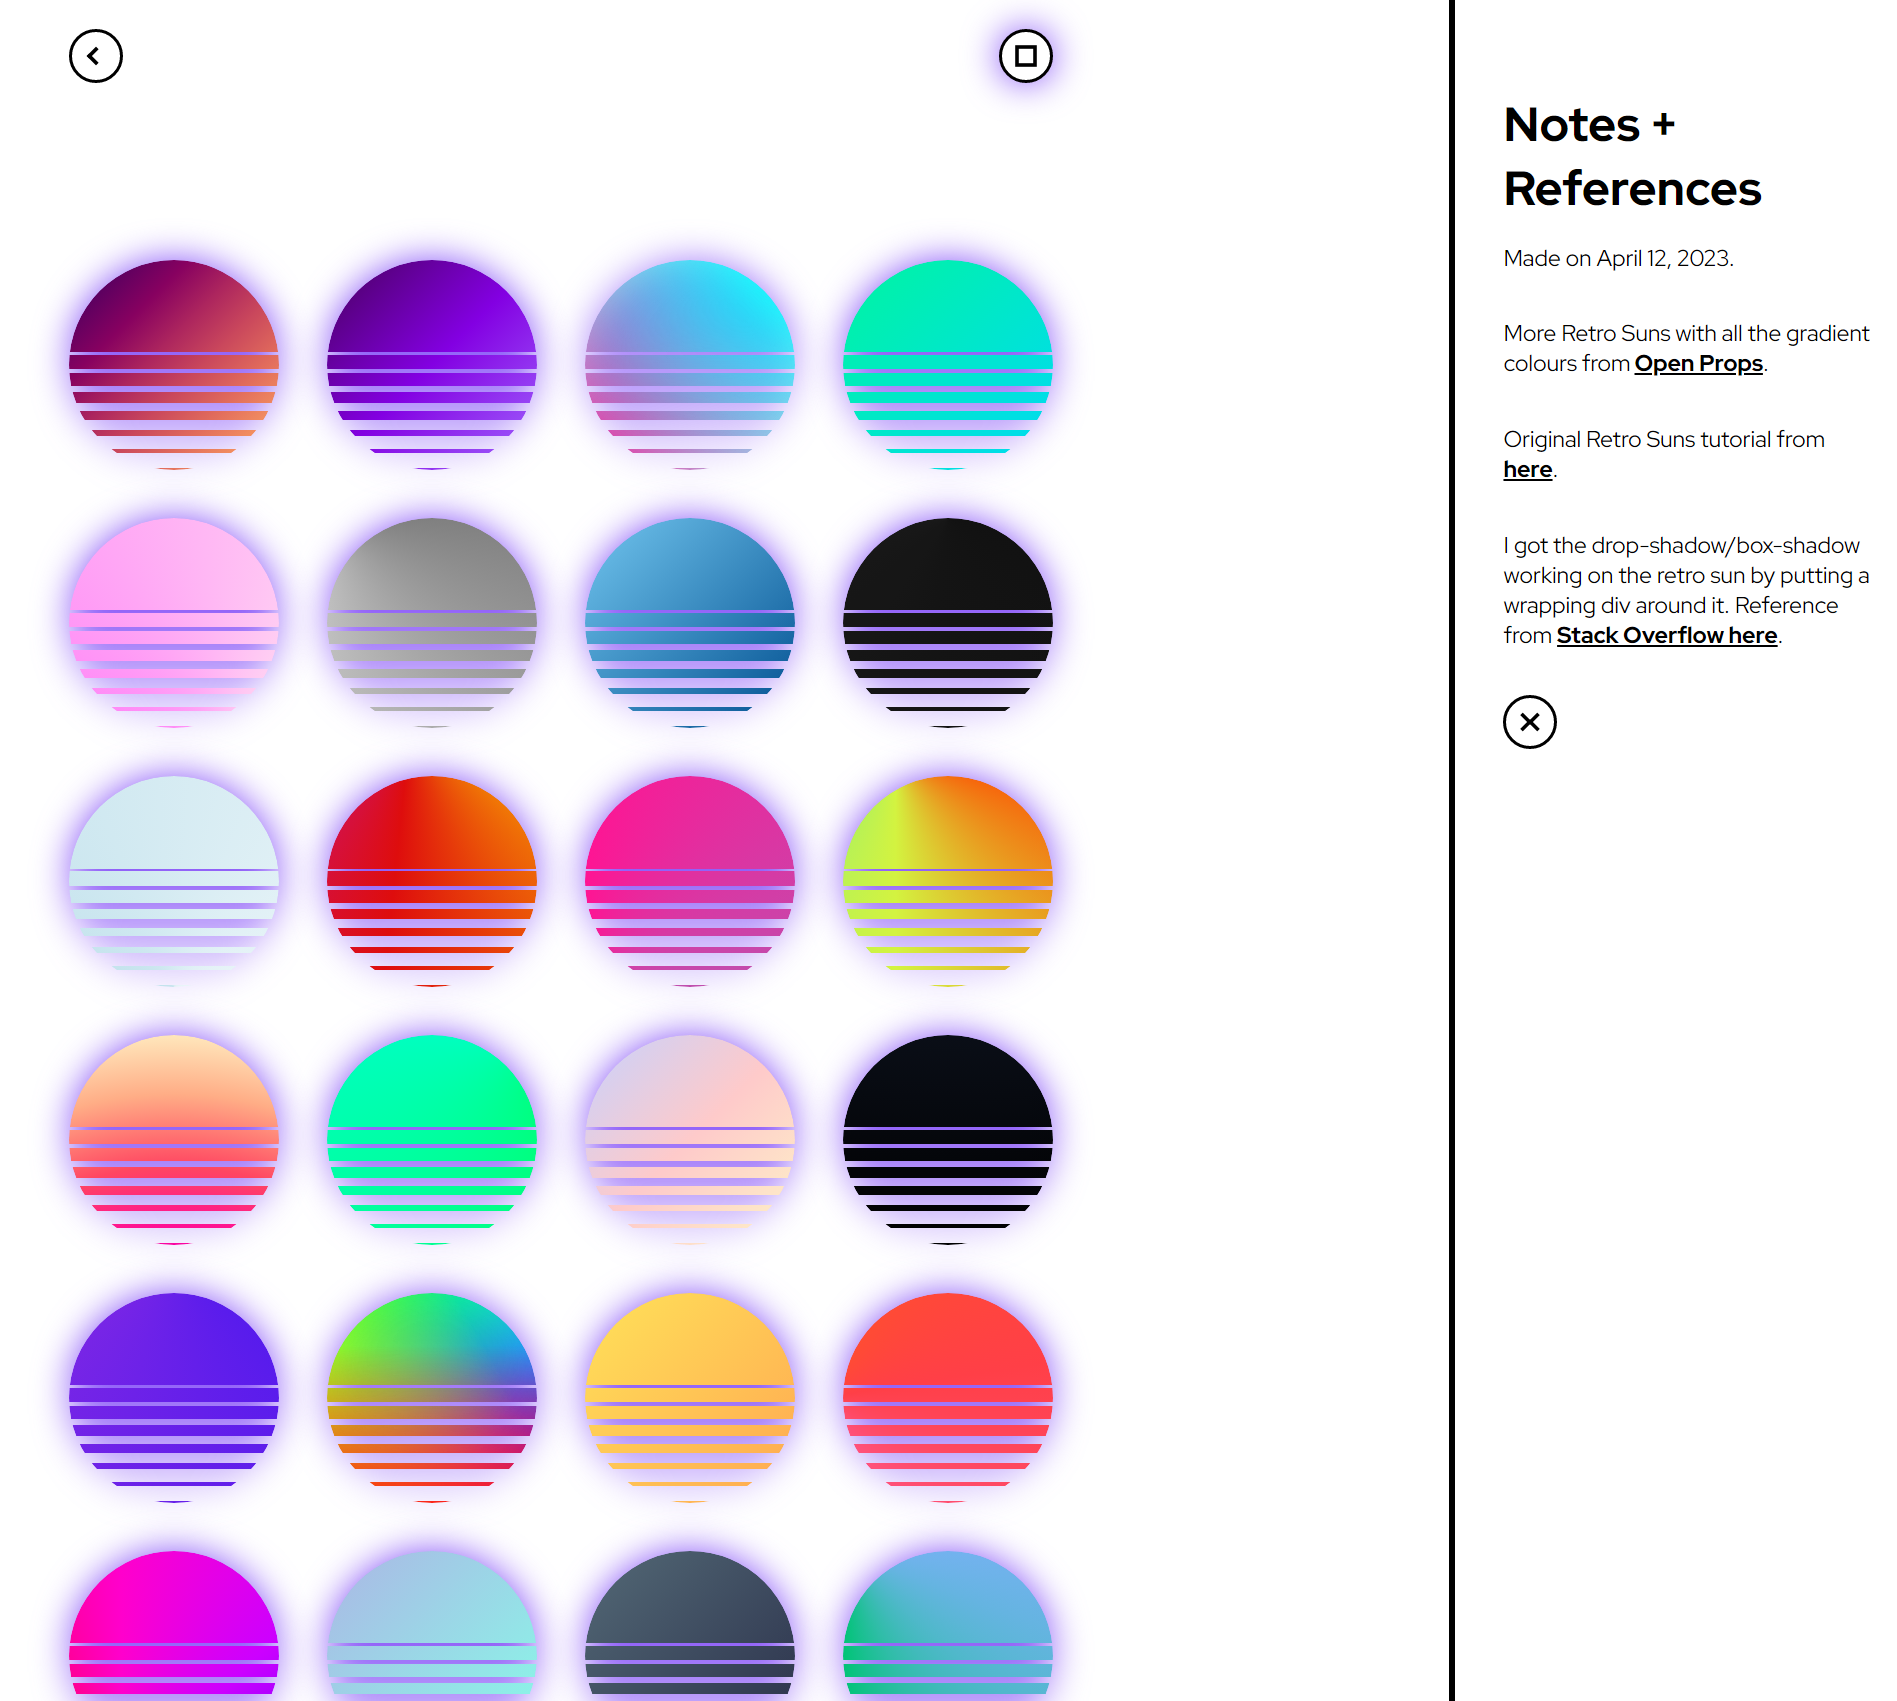 Notes +
References
Made on April 12, 2023.
More Retro Suns with all the gradient
colours from Open Props.
Original Retro Suns tutorial from
here.
I got the drop-shadow/box-shadow
working on the retro sun by putting a
wrapping div around it. Reference
from Stack Overflow here.